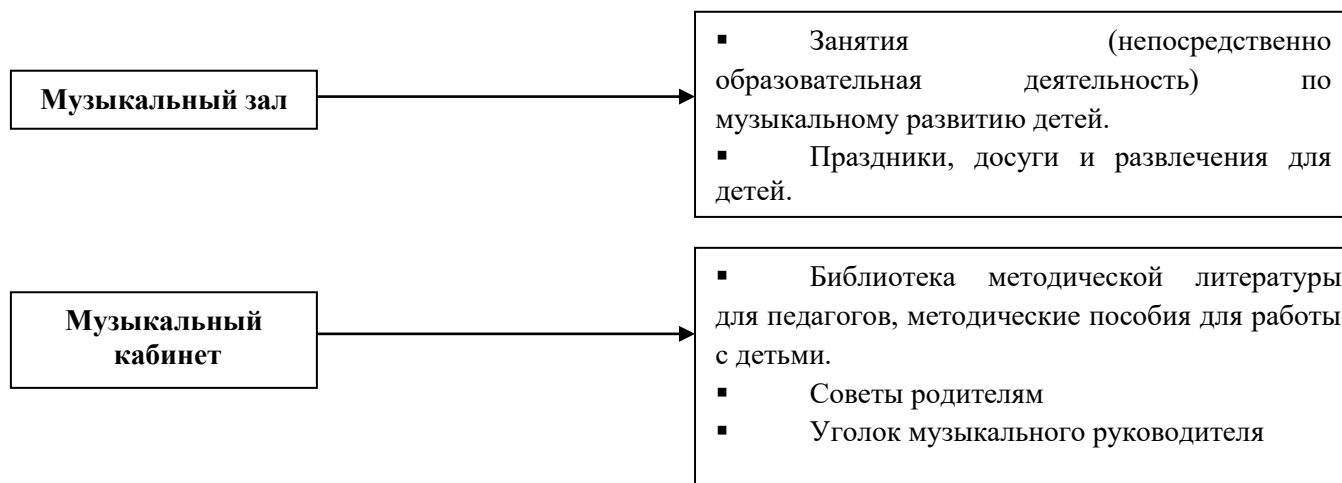 Музыкальный зал
▪ Занятия (непосредственно
образовательная деятельность) по
музыкальному развитию детей.
▪ Праздники, досуги и развлечения для
детей.
Музыкальный
кабинет
▪ Библиотека методической литературы
для педагогов, методические пособия для работы
с детьми.
▪ Советы родителям
▪ Уголок музыкального руководителя